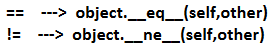 == ---> object.__eq__(self,other)
!= ---> object.__ne__(self,other)